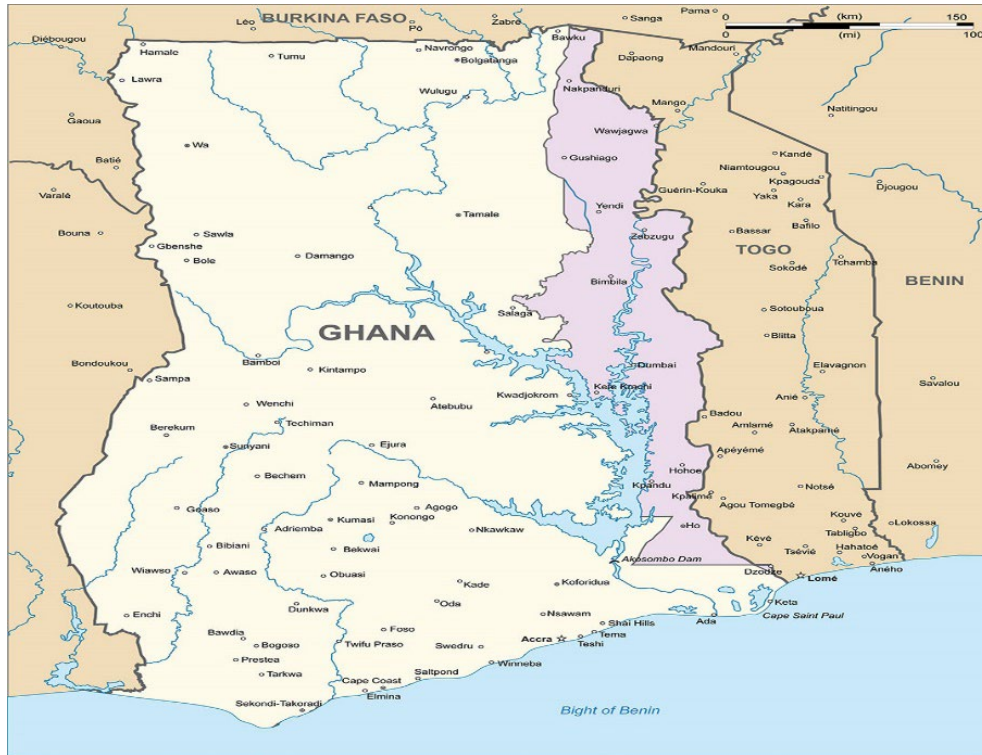 BURKINA FASO
Pama
Sanga
Zabré
Léo
Pô
0 (km) 150
0 (mi) 100
Diébougou
Hamale
Tumu
Navrongo
Bolgatanga
Bawku
Dapaong
Mandouri
Lawra
Wulugu
Nakpanduri
Mango
Natitingou
Gaoua
Wawjagwa
Wa
Batié
Gushiago
Kandé
Niamtougou
Kpagouda
Djougou
Varalé
Guérin-Kouka
Yaka
Kara
Yendi
Tamale
Bafilo
Bouna
Sawla
Zabzugu
Bassar
Gbenshe
TOGO
Tchamba
Bole
Damango
Sokodé
Bimbila
BENIN
Koutouba
Salaga
Sotouboua
GHANA
Blitta
Bamboi
Dumbai
Elavagnon
Bondoukou
Kintampo
Sampa
Savalou
Kete Krachi
Kwadjokrom
Anié
Wenchi
Atebubu
Badou
Techiman
Amlamé
Atakpamé
Berekum
Sunyani
Ejura
Apéyémé
Abomey
Hohoe
Bechem
Mampong
Kpandu
Kpalimé
Notsé
Agou Tomegbé
Goaso
Agogo
Kumasi
Konongo
Kouvé
Lokossa
Adriemba
Nkawkaw
Ho
Tabligbo
Bibiani
Bekwai
Kévé
Tsévié
Hahatoé
Akosombo Dam
Vogan
Wiawso
Awaso
Obuasi
Dzodze
Aného
Kade
Koforidua
Lomé
Oda
Keta
Enchi
Dunkwa
Nsawam
Ada
Cape Saint Paul
Shai Hills
Foso
Bawdia
Tema
Accra
Teshi
Bogoso
Twifu Praso
Swedru
Prestea
Winneba
Tarkwa
Saltpond
Cape Coast
Elmina
Sekondi-Takoradi
Bight of Benin